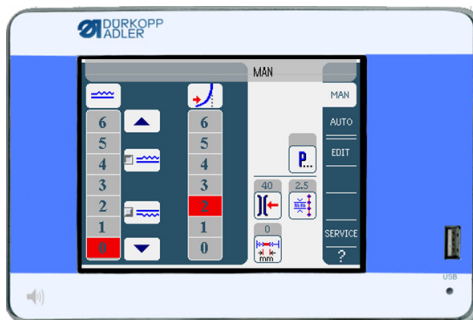 DÜRKOPP
ADLER
MAN
MAN
AUTO
EDIT
SERVICE
?
6
5
4
3
2
1
0
6
5
4
3
2
1
0
P...
40
2.5
0
mm
USB